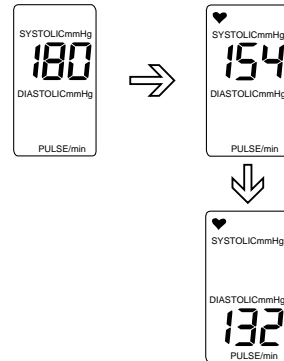 SYSTOLICmmHg
180
DIASTOLICmmHg
PULSE/min
SYSTOLICmmHg
154
DIASTOLICmmHg
PULSE/min
SYSTOLICmmHg
DIASTOLICmmHg
132
PULSE/min